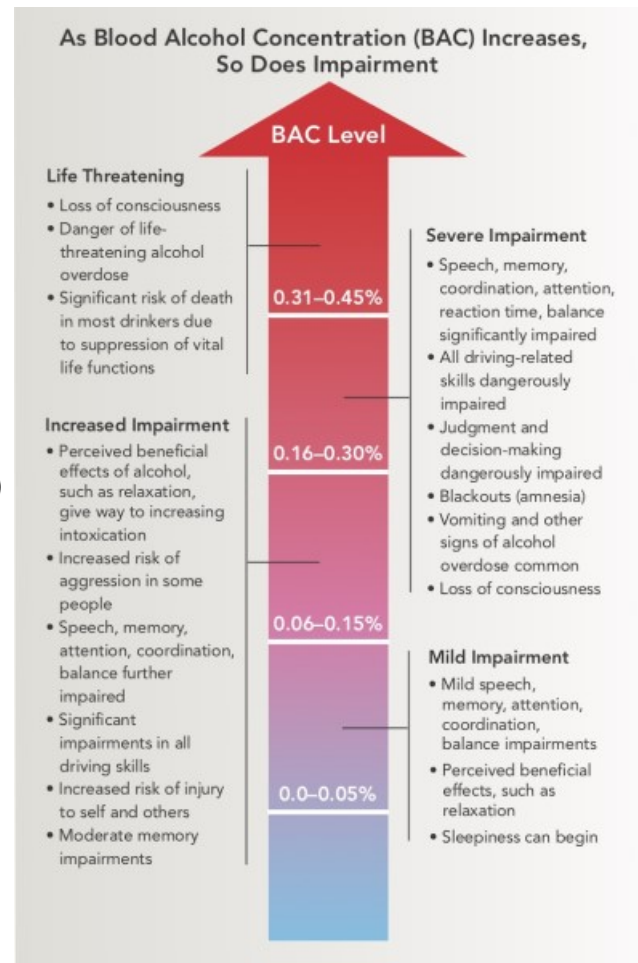 As Blood Alcohol Concentration (BAC) Increases,
So Does Impairment
BAC Level
Life Threatening
• Loss of consciousness
• Danger of life-
threatening alcohol
overdose
• Significant risk of death
in most drinkers due
to suppression of vital
life functions
0.31–0.45%
Severe Impairment
• Speech, memory,
coordination, attention,
reaction time, balance
significantly impaired
• All driving-related
skills dangerously
impaired
• Judgment and
decision-making
dangerously impaired
• Blackouts (amnesia)
• Vomiting and other
signs of alcohol
overdose common
• Loss of consciousness
0.16–0.30%
Increased Impairment
• Perceived beneficial
effects of alcohol,
such as relaxation,
give way to increasing
intoxication
• Increased risk of
aggression in some
people
• Speech, memory,
attention, coordination,
balance further
impaired
• Significant
impairments in all
driving skills
• Increased risk of injury
to self and others
• Moderate memory
impairments
0.06–0.15%
Mild Impairment
• Mild speech,
memory, attention,
coordination,
balance impairments
• Perceived beneficial
effects, such as
relaxation
• Sleepiness can begin
0.0–0.05%